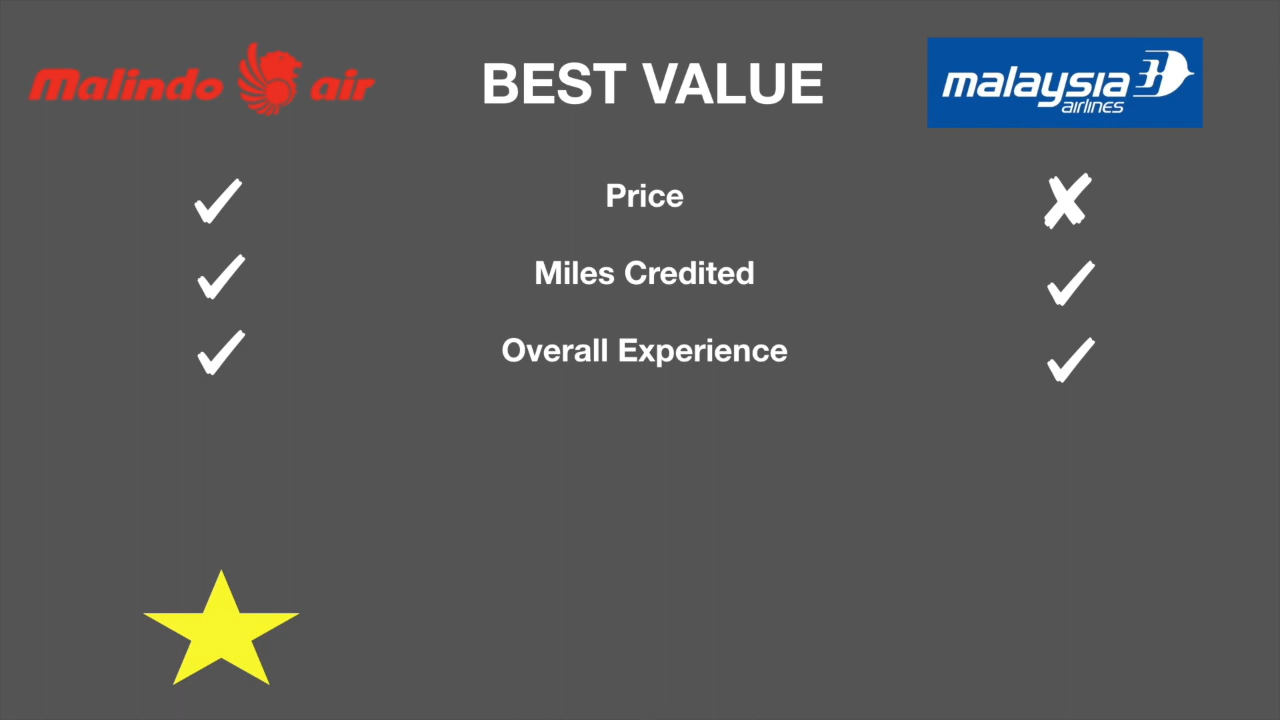 Malindo air
BEST VALUE
malaysia
airlines
Price
Miles Credited
Overall Experience